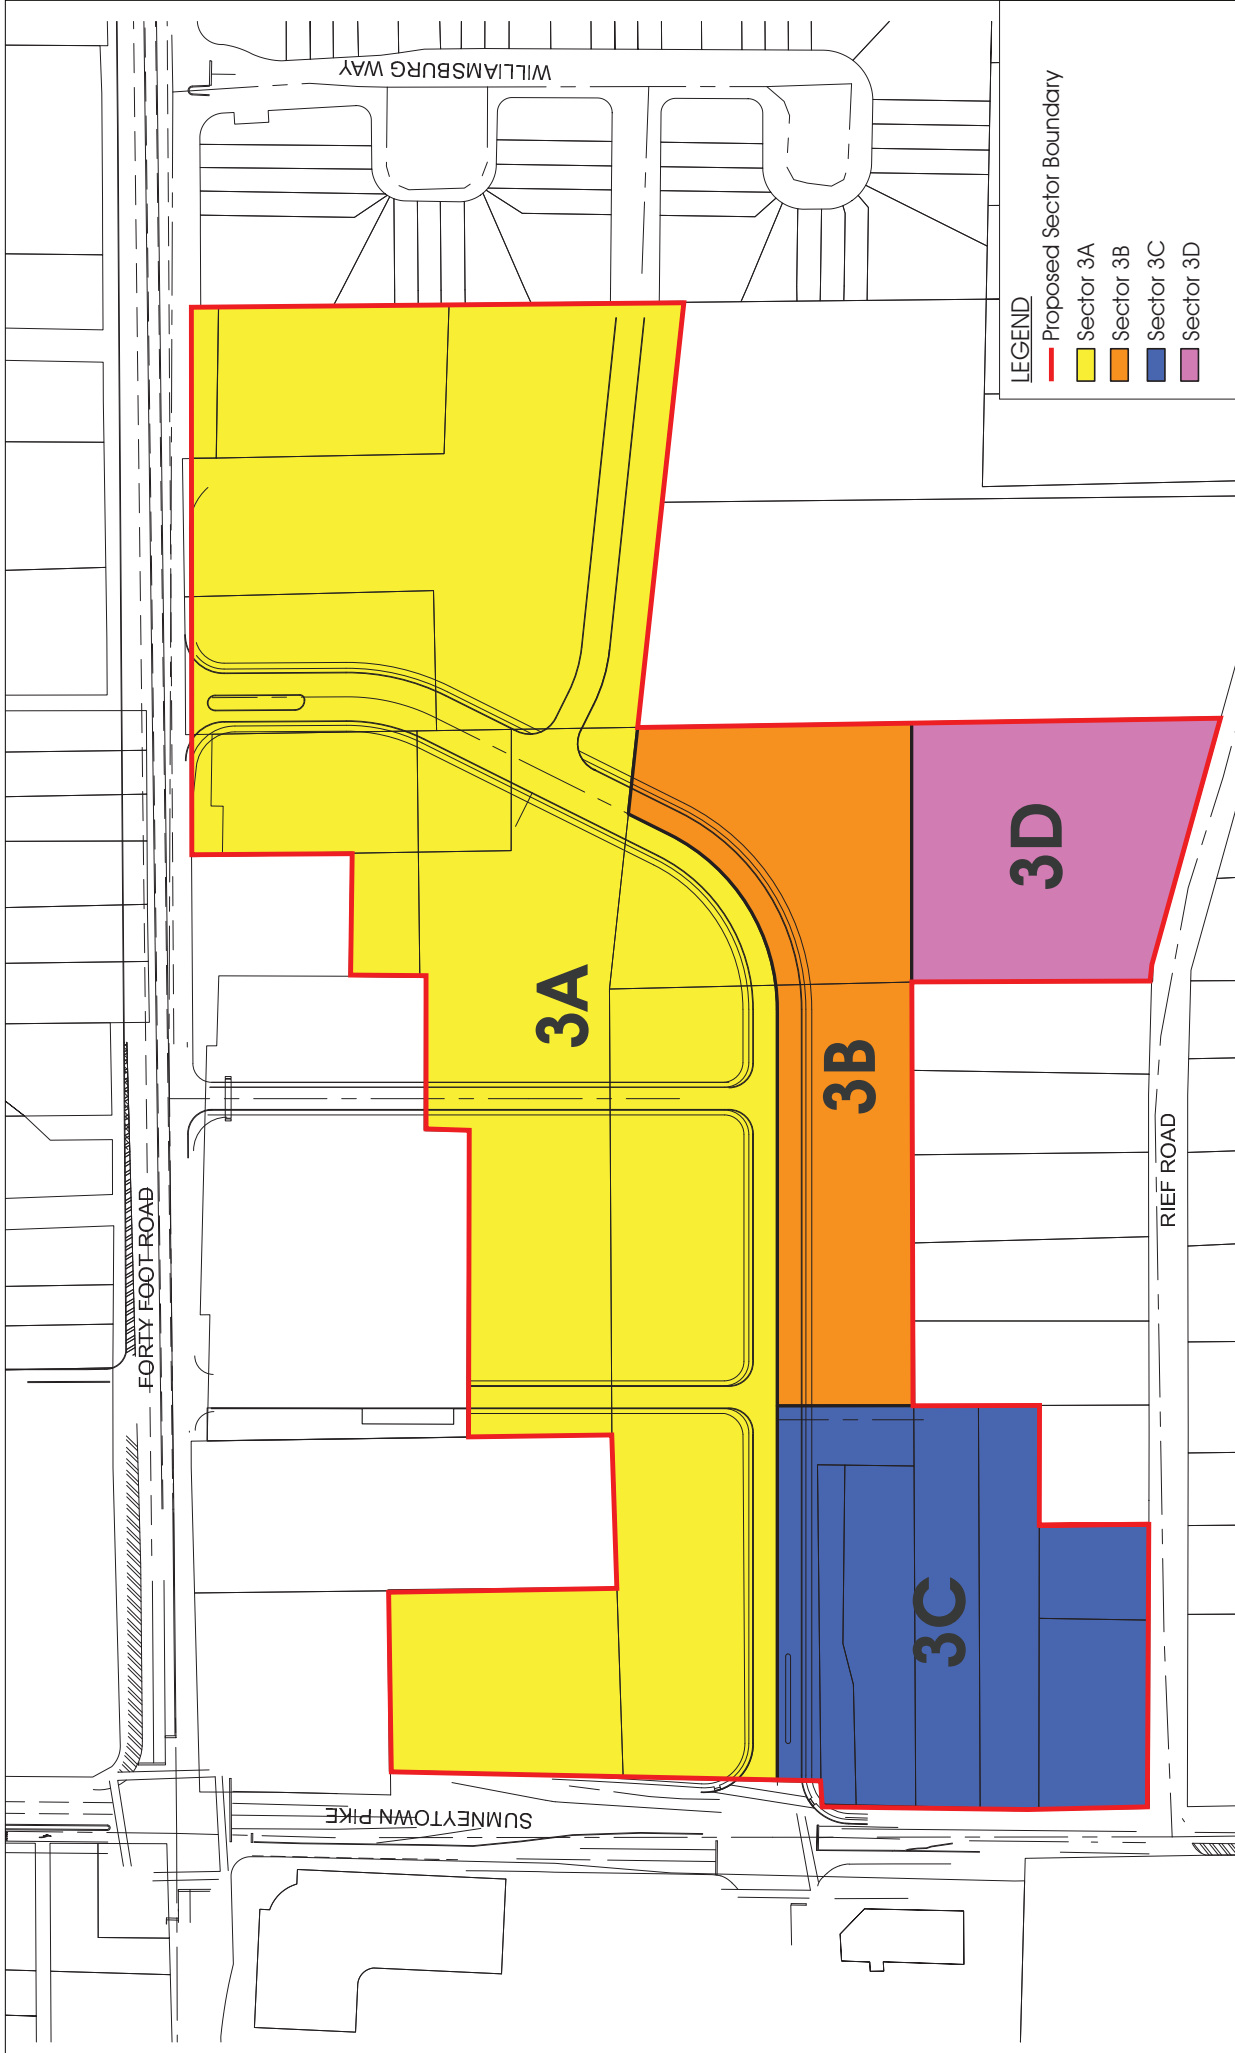 WILLIAMSBURG WAY
FORTY FOOT ROAD
SUMNEYTOWN PIKE
RIEF ROAD
3A
3B
3C
3D
LEGEND
Proposed Sector Boundary
Sector 3A
Sector 3B
Sector 3C
Sector 3D